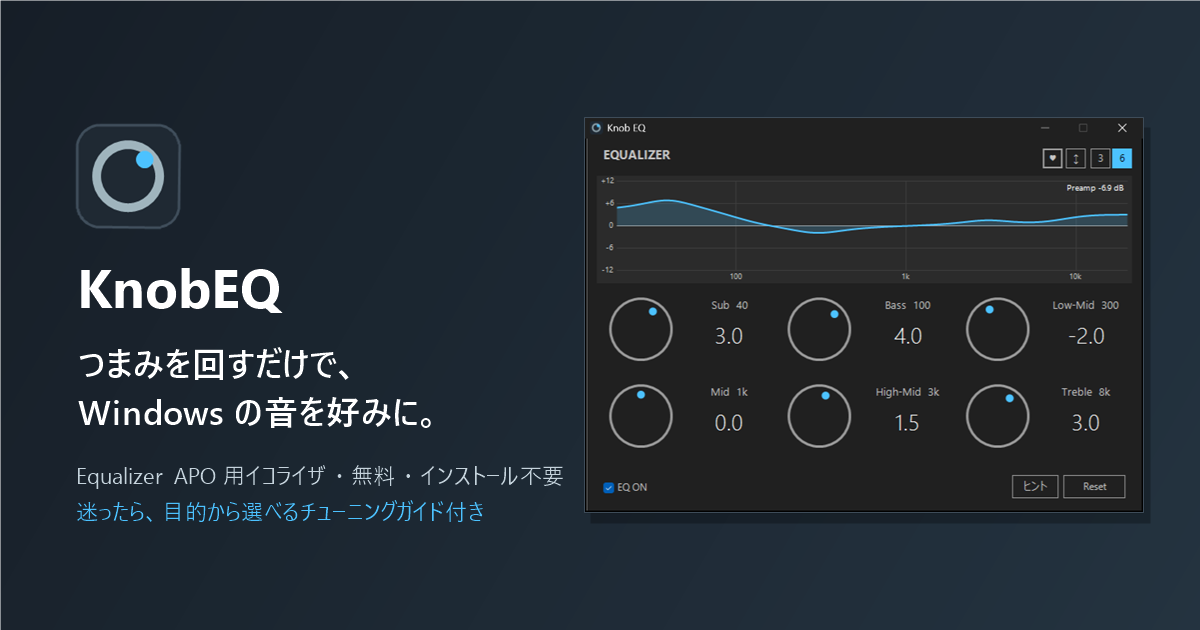 KnobEQ
つまみを回すだけで、
Windows の音を好みに。
Equalizer APO 用イコライザ・無料・インストール不要
迷ったら、目的から選べるチューニングガイド付き
Knob EQ
EQUALIZER
3 6
Preamp -6.9 dB
+12
+6
0
-6
-12
100 1k 10k
Sub 40
3.0
Bass 100
4.0
Low-Mid 300
-2.0
Mid 1k
0.0
High-Mid 3k
1.5
Treble 8k
3.0
EQ ON
ヒント
Reset